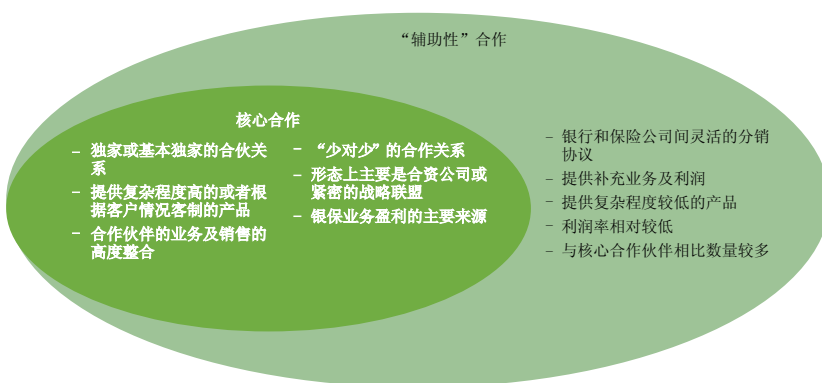 “辅助性”合作
核心合作
– 独家或基本独家的合伙关
系
– 提供复杂程度高的或者根
据客户情况客制的产品
– 合作伙伴的业务及销售的
高度整合
– “少对少”的合作关系
– 形态上主要是合资公司或
紧密的战略联盟
– 银保业务盈利的主要来源
– 银行和保险公司间灵活的分销
协议
– 提供补充业务及利润
– 提供复杂程度较低的产品
– 利润率相对较低
– 与核心合作伙伴相比数量较多